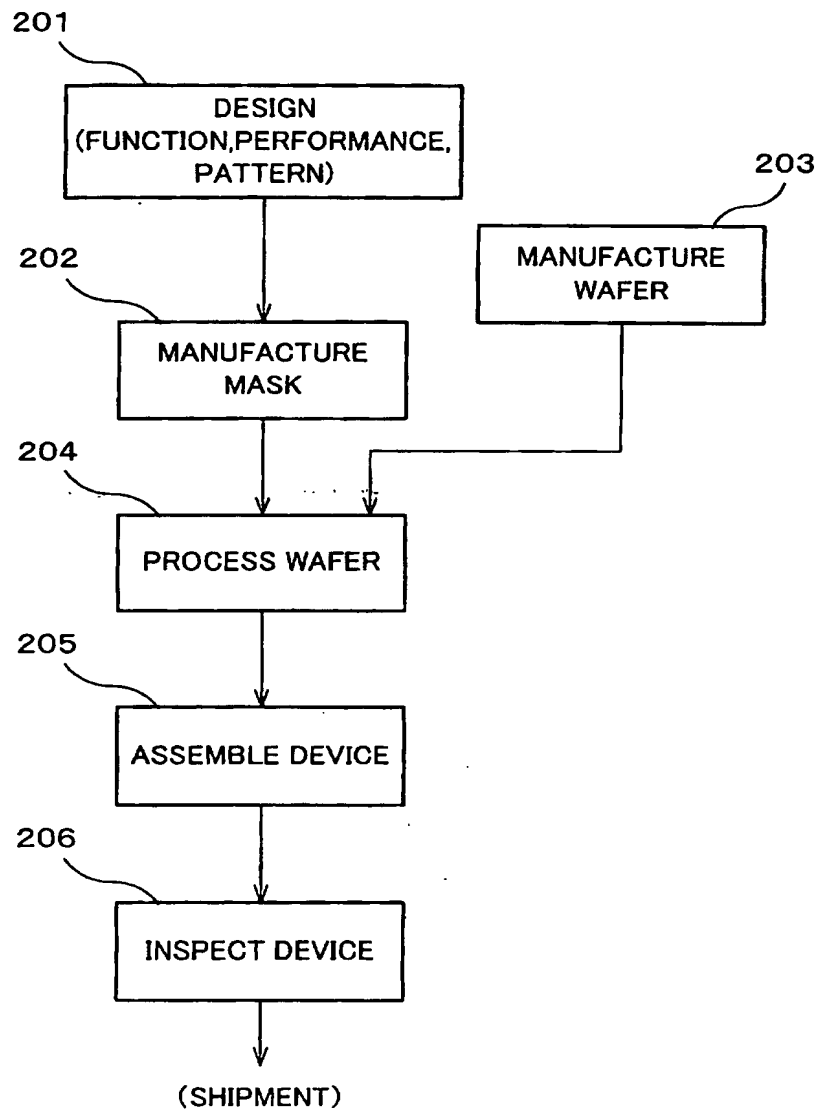 201
DESIGN
(FUNCTION,PERFORMANCE,
PATTERN)
203
MANUFACTURE
WAFER
202
MANUFACTURE
MASK
204
PROCESS WAFER
205
ASSEMBLE DEVICE
206
INSPECT DEVICE
(SHIPMENT)